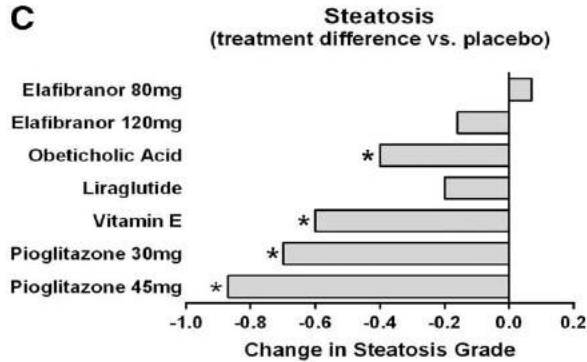 C
Steatosis
(treatment difference vs. placebo)
Elafibranor 80mg
Elafibranor 120mg
Obeticholic Acid *
Liraglutide
Vitamin E *
Pioglitazone 30mg *
Pioglitazone 45mg *
-1.0 -0.8 -0.6 -0.4 -0.2 0.0 0.2
Change in Steatosis Grade